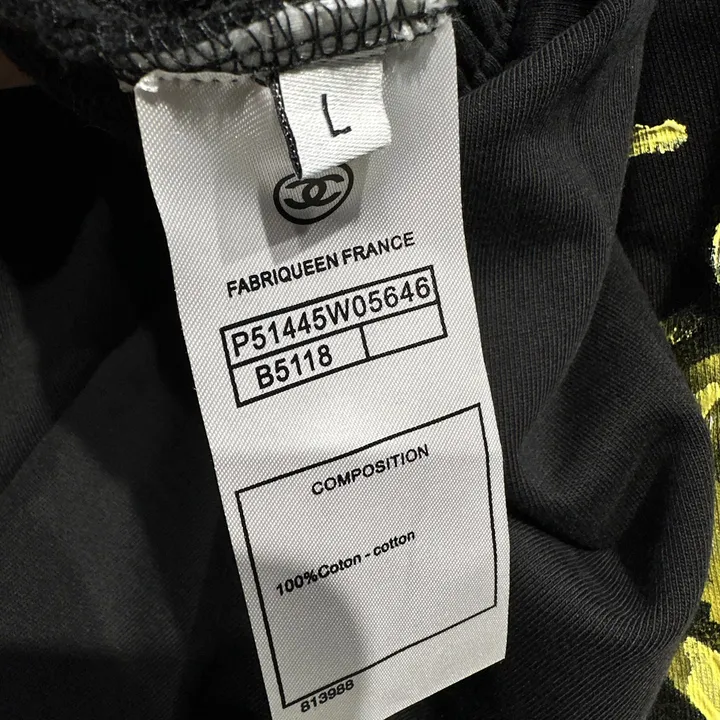 L
FABRIQUEEN FRANCE
P51445W05646
B5118
COMPOSITION
100%Coton - cotton
813988